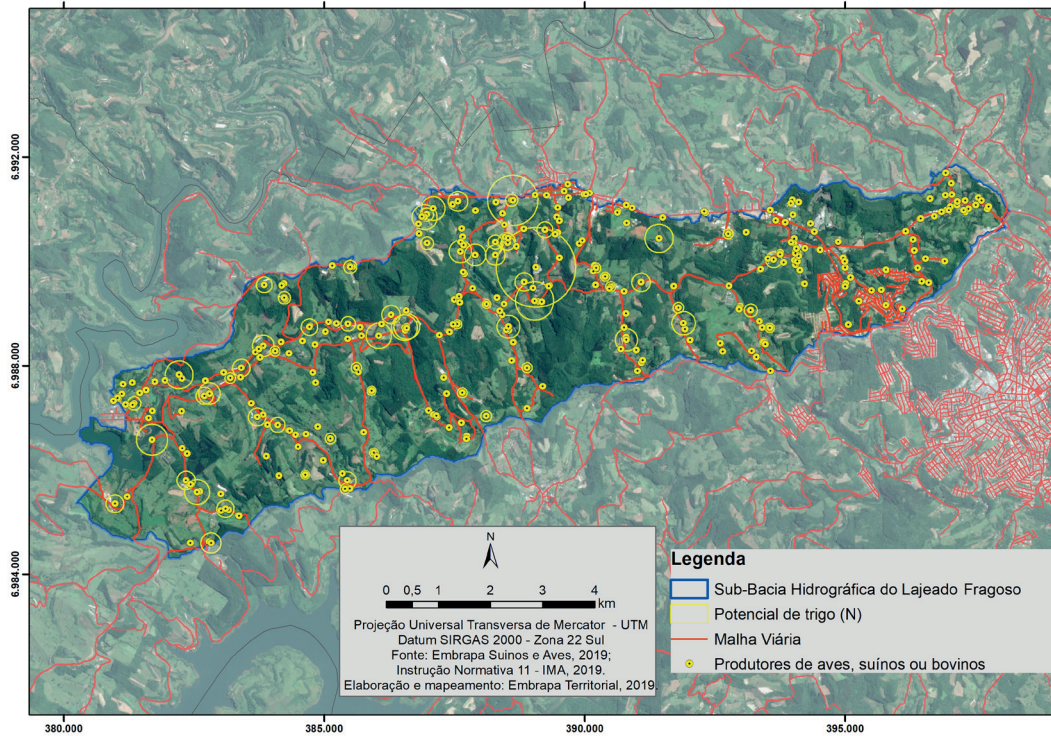 6.992.000
6.988.000
6.984.000
N
0 0,5 1 2 3 4
km
Projeção Universal Transversa de Mercator - UTM
Datum SIRGAS 2000 - Zona 22 Sul
Fonte: Embrapa Suinos e Aves, 2019;
Instrução Normativa 11 - IMA, 2019.
Elaboração e mapeamento: Embrapa Territorial, 2019.
Legenda
Sub-Bacia Hidrográfica do Lajeado Fragoso
Potencial de trigo (N)
Malha Viária
Produtores de aves, suínos ou bovinos
380.000 385.000 390.000 395.000